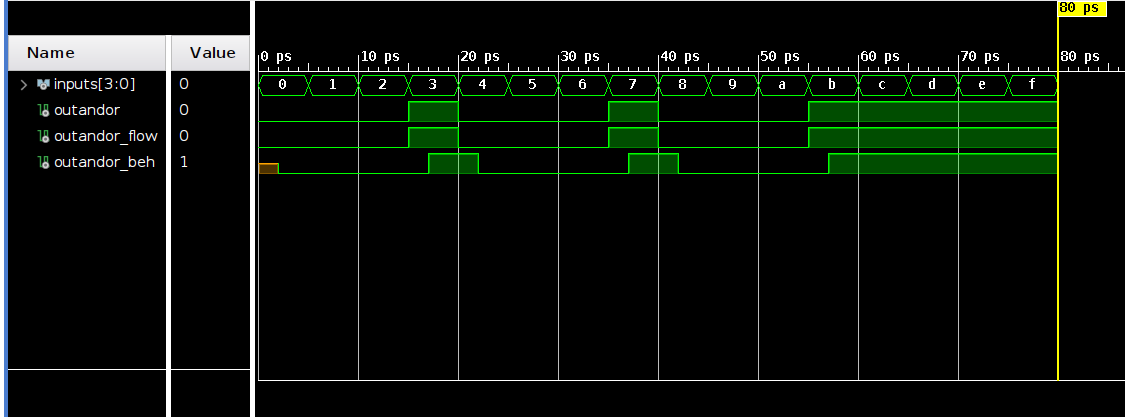 80 ps
Name Value
0 ps 10 ps 20 ps 30 ps 40 ps 50 ps 60 ps 70 ps 80 ps
inputs[3:0] 0 0 1 2 3 4 5 6 7 8 9 a b c d e f
outandor 0
outandor_flow 0
outandor_beh 1